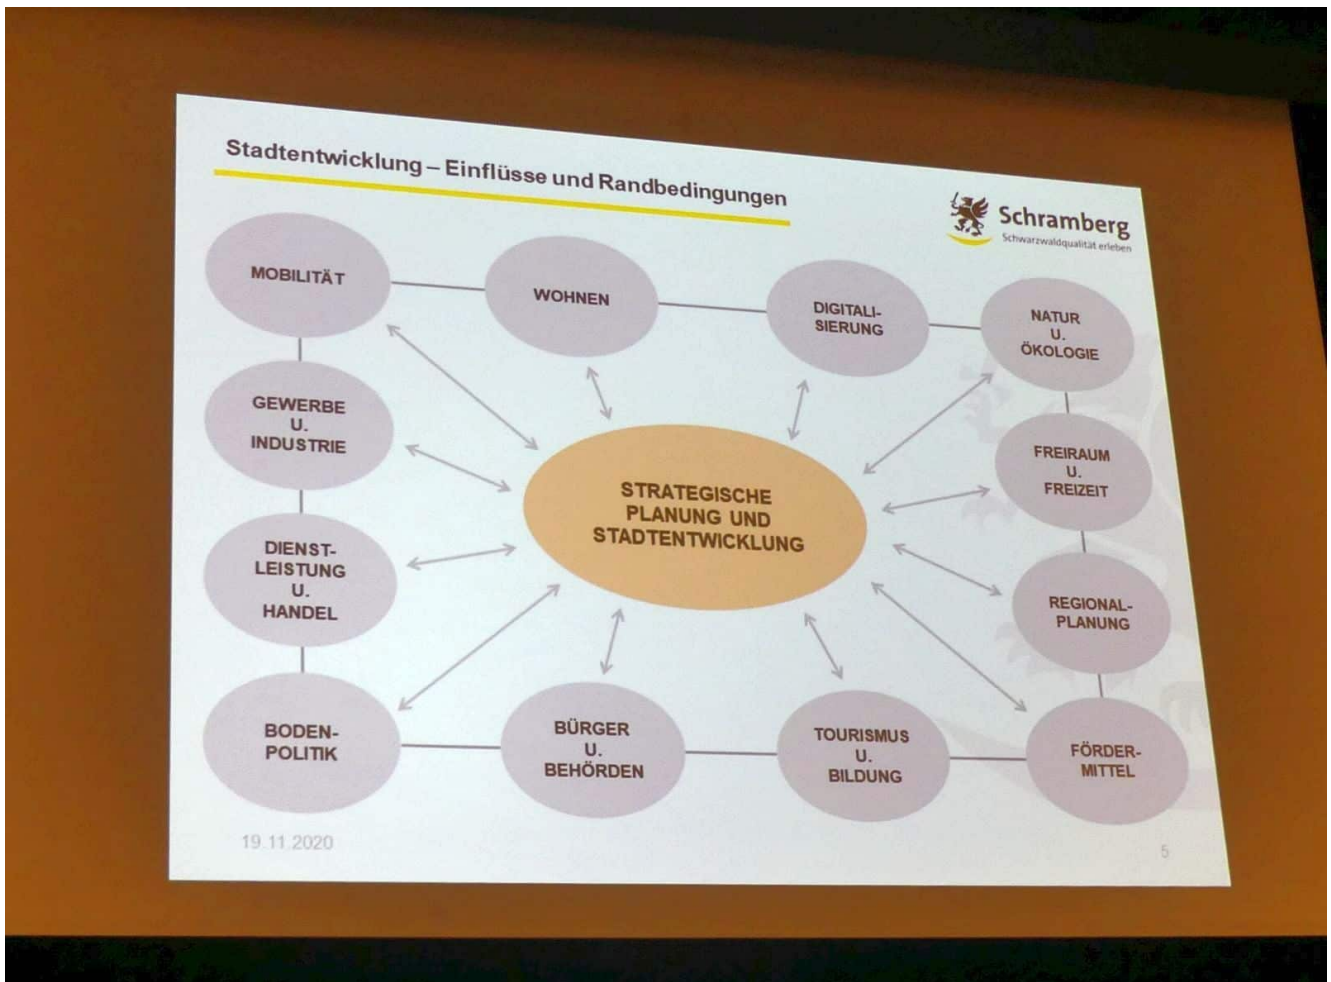 Stadtentwicklung – Einflüsse und Randbedingungen
Schramberg
Schwarzwaldqualität erleben
MOBILITÄT
WOHNEN
DIGITALI-
SIERUNG
NATUR
U.
ÖKOLOGIE
GEWERBE
U.
INDUSTRIE
FREIRAUM
U.
FREIZEIT
STRATEGISCHE
PLANUNG UND
STADTENTWICKLUNG
DIENST-
LEISTUNG
U.
HANDEL
REGIONAL-
PLANUNG
BODEN-
POLITIK
BÜRGER
U.
BEHÖRDEN
TOURISMUS
U.
BILDUNG
FÖRDER-
MITTEL
19.11.2020
5